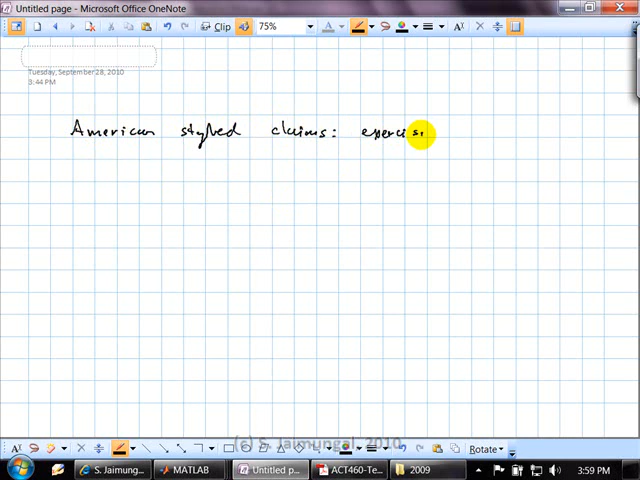 Untitled page - Microsoft Office OneNote
Clip 75%
Tuesday, September 28, 2010
3:44 PM
American styled claims: exercis
(c) S. Jaimungal, 2010
Rotate
S. Jaimung... MATLAB Untitled p... ACT460-Te... 2009 3:59 PM